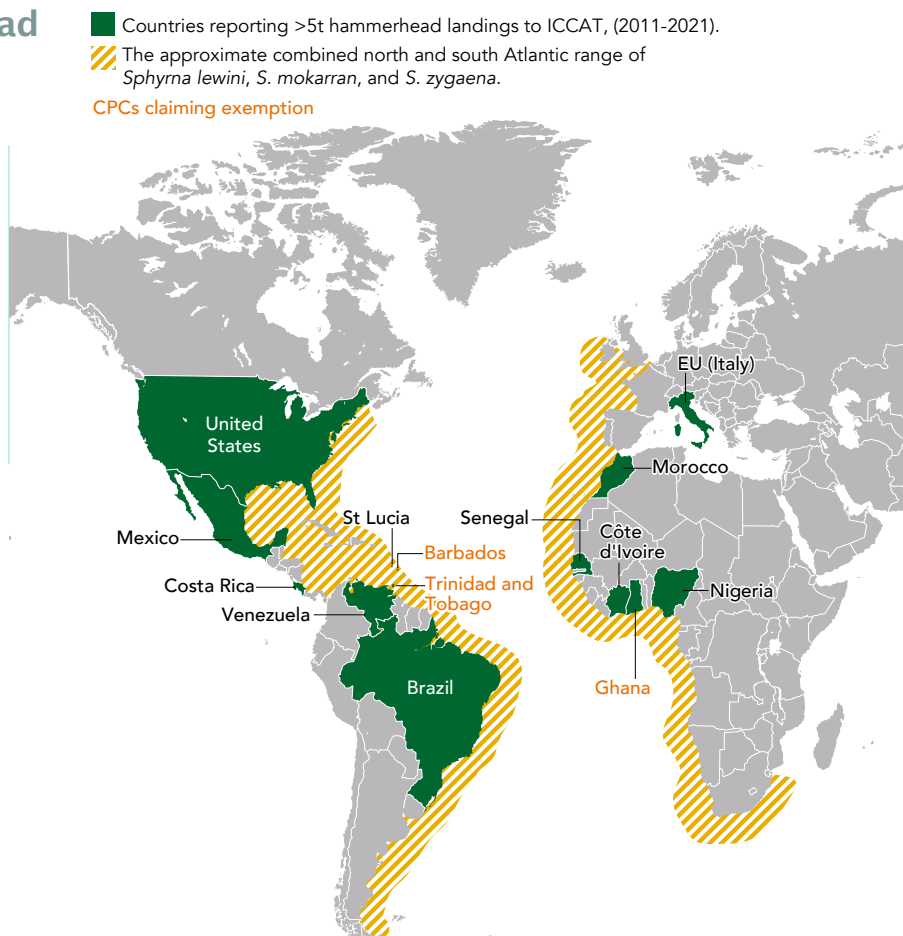 ad
Countries reporting >5t hammerhead landings to ICCAT, (2011-2021).
The approximate combined north and south Atlantic range of
Sphyrna lewini, S. mokarran, and S. zygaena.
CPCs claiming exemption
EU (Italy)
United
States
Morocco
St Lucia
Senegal
Mexico
Côte
d'Ivoire
Barbados
Costa Rica
Trinidad and
Tobago
Nigeria
Venezuela
Brazil
Ghana